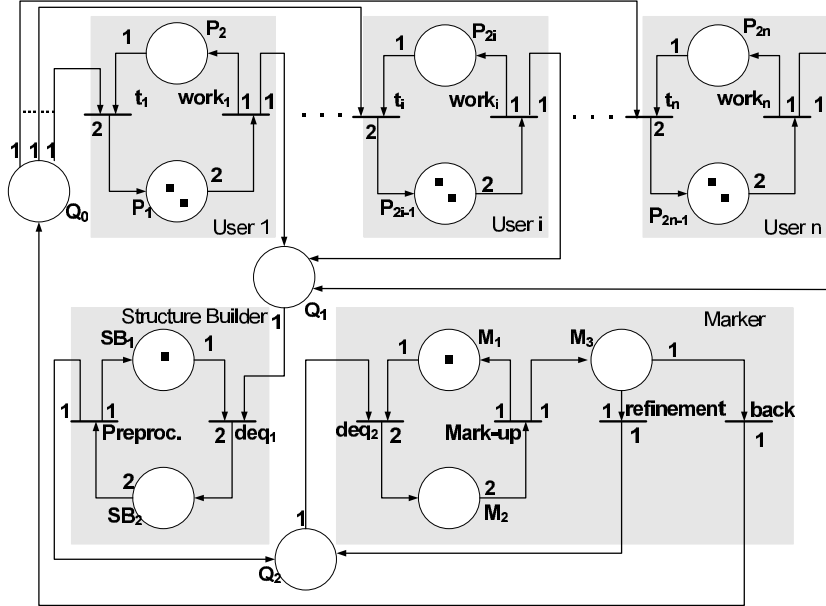 P2 P2i P2n
1 1 1
t1 work1 1 1 ti worki 1 1 tn workn 1 1
2 2 2
1 1 1
2 2 2
Q0 P1 P2i-1 P2n-1
User 1 User i User n
Structure Builder Q1 Marker
1
SB1 M1 M3
1 1 1
1 1 1 1 1 refinement back
Preproc. 2 deq1 deq2 2 Mark-up 1 1
2 2
SB2 M2
1
Q2